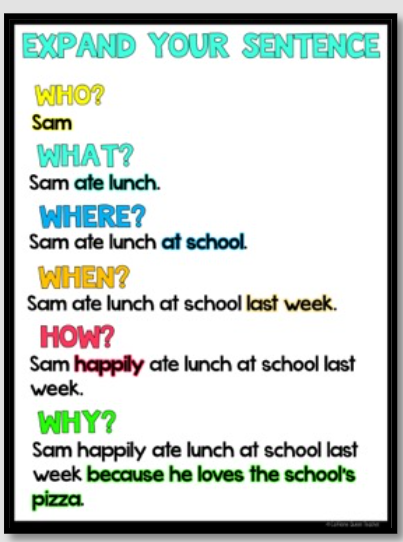 EXPAND YOUR SENTENCE
WHO?
Sam
WHAT?
Sam ate lunch.
WHERE?
Sam ate lunch at school.
WHEN?
Sam ate lunch at school last week.
HOW?
Sam happily ate lunch at school last
week.
WHY?
Sam happily ate lunch at school last
week because he loves the school's
pizza.